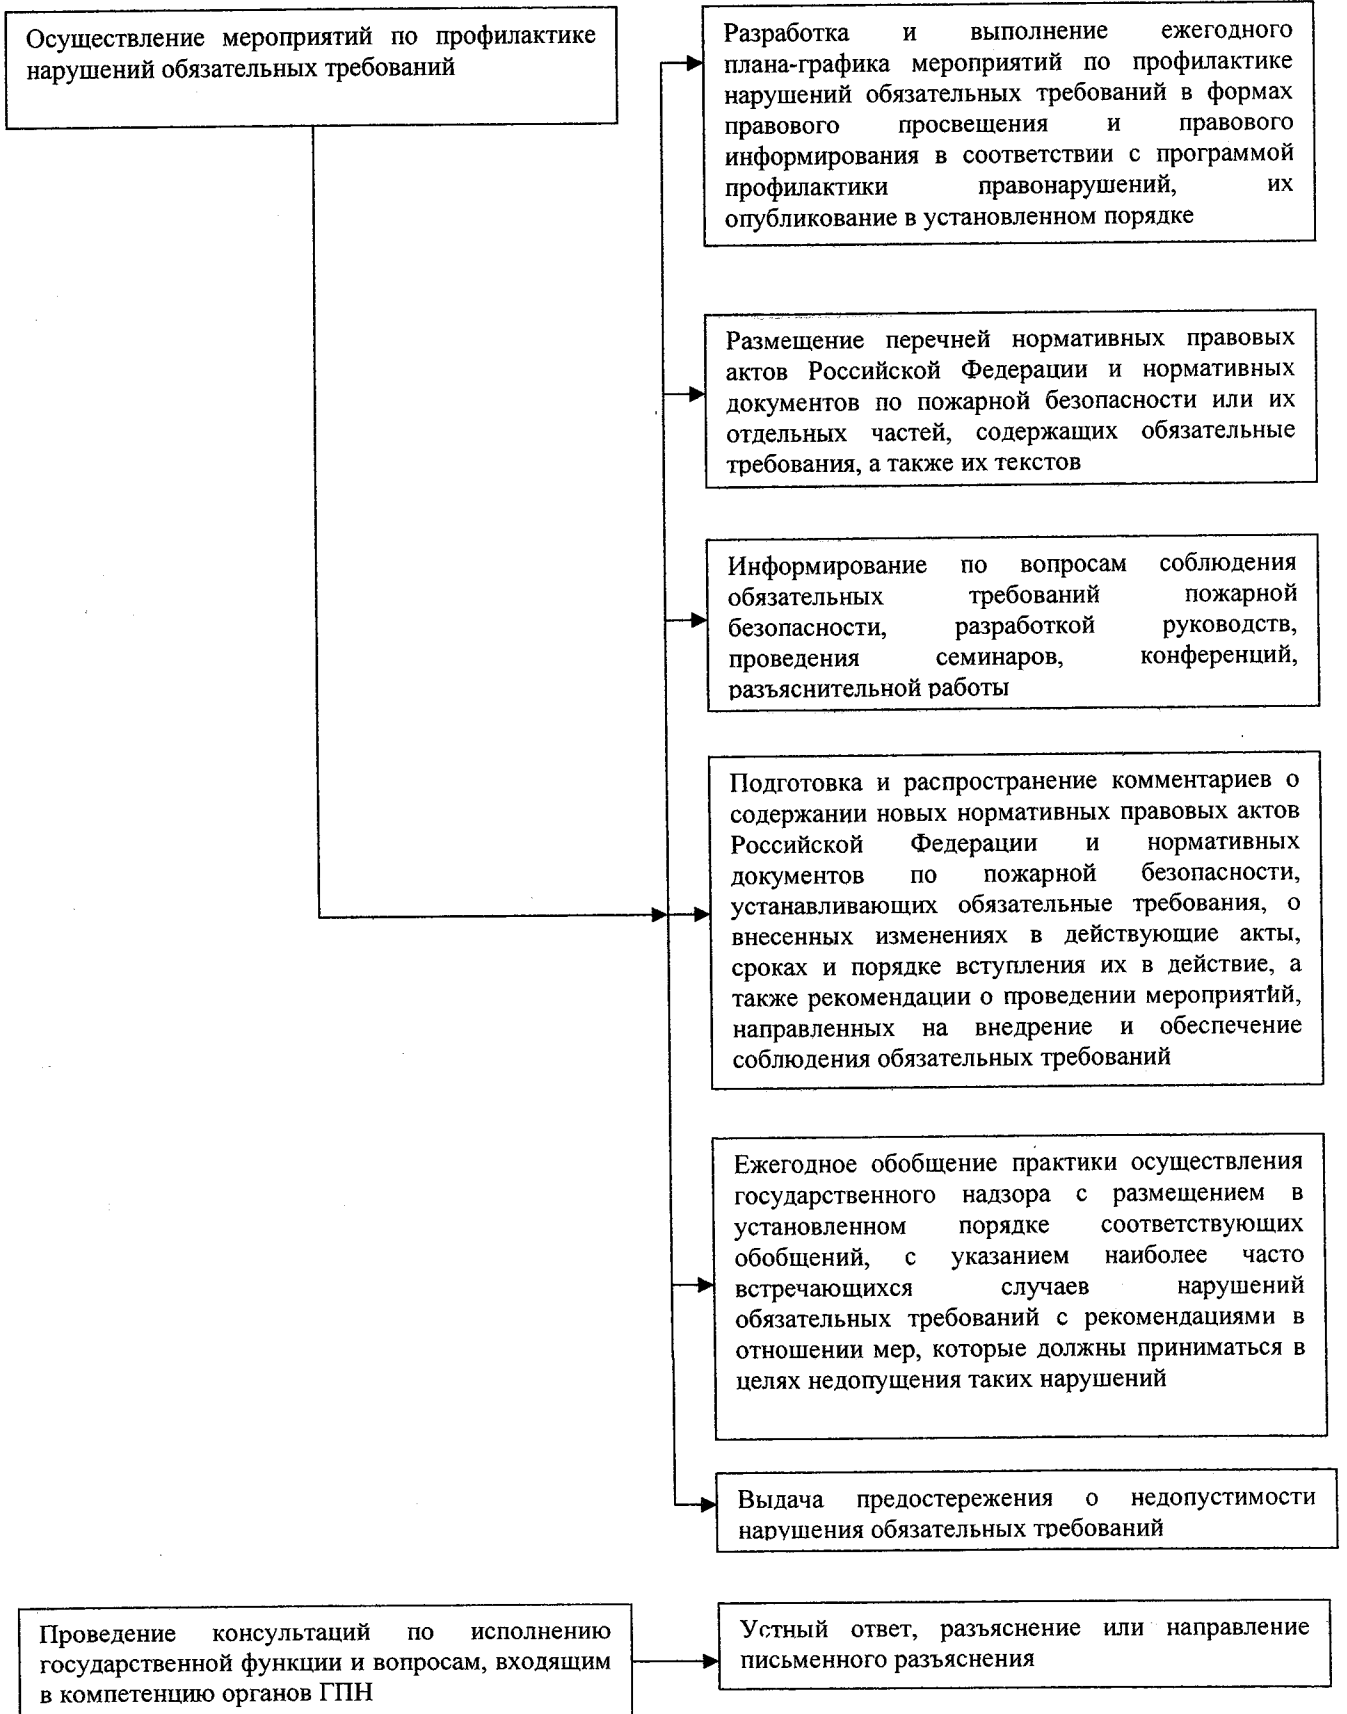 Осуществление мероприятий по профилактике
нарушений обязательных требований
Разработка и выполнение ежегодного
плана-графика мероприятий по профилактике
нарушений обязательных требований в формах
правового просвещения и правового
информирования в соответствии с программой
профилактики правонарушений, их
опубликование в установленном порядке
Размещение перечней нормативных правовых
актов Российской Федерации и нормативных
документов по пожарной безопасности или их
отдельных частей, содержащих обязательные
требования, а также их текстов
Информирование по вопросам соблюдения
обязательных требований пожарной
безопасности, разработкой руководств,
проведения семинаров, конференций,
разъяснительной работы
Подготовка и распространение комментариев о
содержании новых нормативных правовых актов
Российской Федерации и нормативных
документов по пожарной безопасности,
устанавливающих обязательные требования, о
внесенных изменениях в действующие акты,
сроках и порядке вступления их в действие, а
также рекомендации о проведении мероприятий,
направленных на внедрение и обеспечение
соблюдения обязательных требований
Ежегодное обобщение практики осуществления
государственного надзора с размещением в
установленном порядке соответствующих
обобщений, с указанием наиболее часто
встречающихся случаев нарушений
обязательных требований с рекомендациями в
отношении мер, которые должны приниматься в
целях недопущения таких нарушений
Выдача предостережения о недопустимости
нарушения обязательных требований
Проведение консультаций по исполнению
государственной функции и вопросам, входящим
в компетенцию органов ГПН
Устный ответ, разъяснение или направление
письменного разъяснения